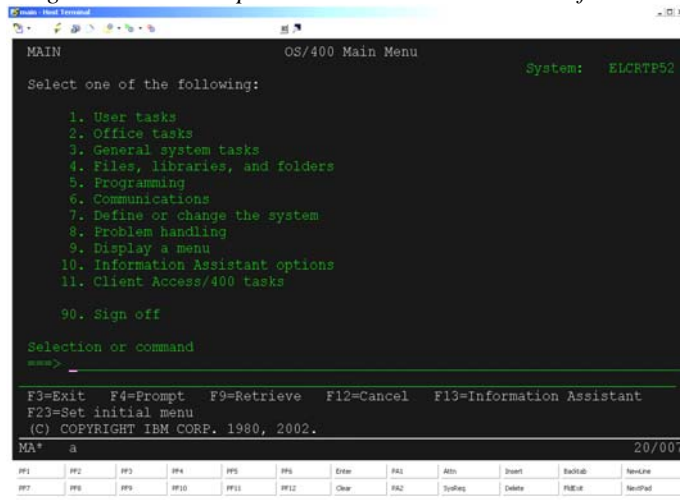 main - Host Terminal
MAIN OS/400 Main Menu
System: ELCRTP52
Select one of the following:
1. User tasks
2. Office tasks
3. General system tasks
4. Files, libraries, and folders
5. Programming
6. Communications
7. Define or change the system
8. Problem handling
9. Display a menu
10. Information Assistant options
11. Client Access/400 tasks
90. Sign off
Selection or command
===> _
F3=Exit F4=Prompt F9=Retrieve F12=Cancel F13=Information Assistant
F23=Set initial menu
(C) COPYRIGHT IBM CORP. 1980, 2002.
MA* a 20/007
PF1 PF2 PF3 PF4 PF5 PF6 Enter PA1 Attn Insert Backtab NewLine
PF7 PF8 PF9 PF10 PF11 PF12 Clear PA2 SysReq Delete FldExit NextPad